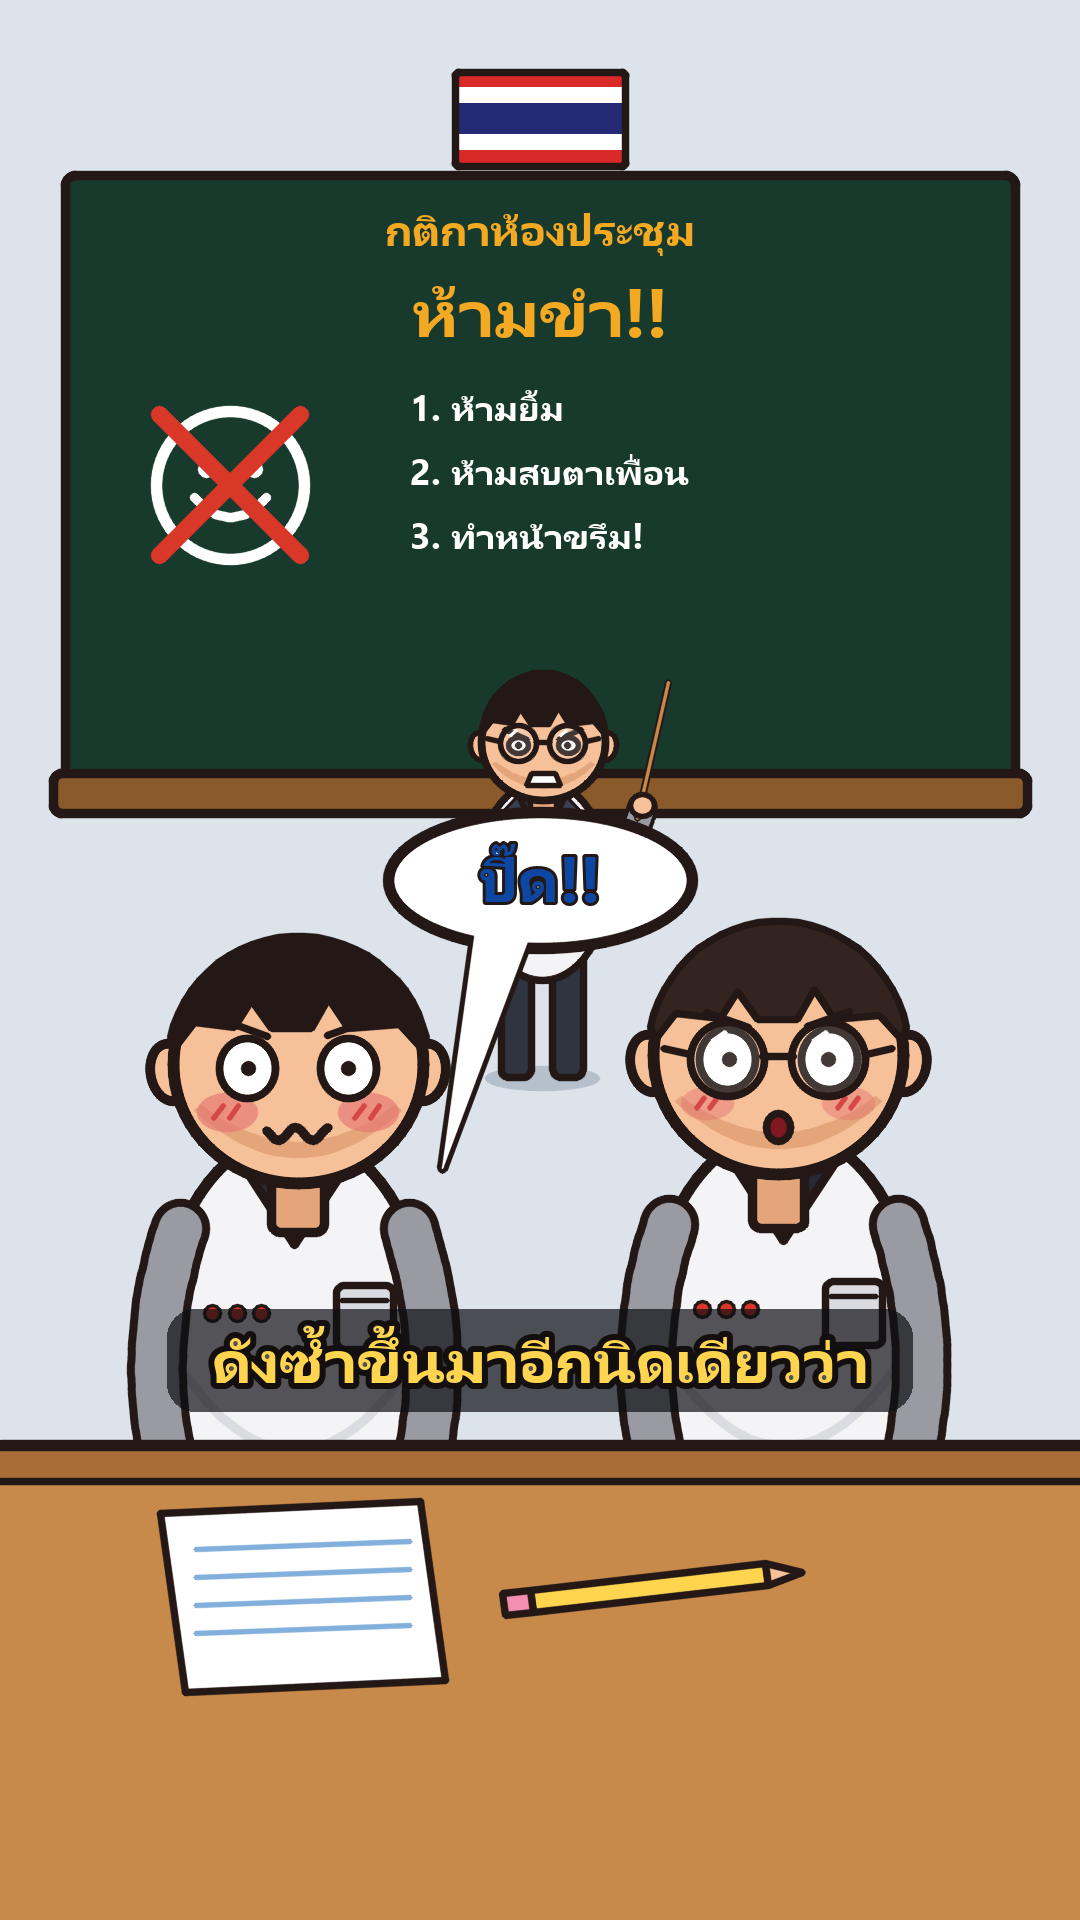 กติกาห้องประชุม
ห้ามขำ!!
1. ห้ามยิ้ม
2. ห้ามสบตาเพื่อน
3. ทำหน้าขรึม!
ปี๊ด!!
ดังซ้ำขึ้นมาอีกนิดเดียวว่า